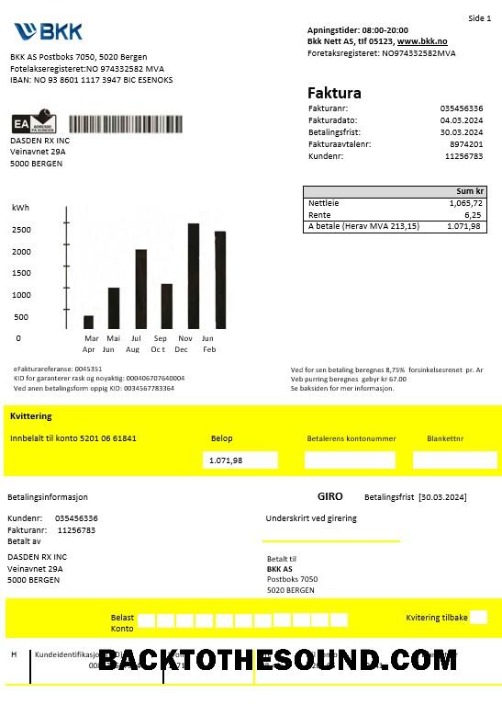 Side 1
BKK
Apningstider: 08:00-20:00
Bkk Nett AS, tlf 05123, www.bkk.no
Foretaksregisteret: NO974332582MVA
BKK AS Postboks 7050, 5020 Bergen
Fotelaksregisteret:NO 974332582 MVA
IBAN: NO 93 8601 1117 3947 BIC ESENOKS
Faktura
Fakturanr: 035456336
Fakturadato: 04.03.2024
Betalingsfrist: 30.03.2024
Fakturaavtalenr: 8974201
Kundenr: 11256783
EA
DASDEN RX INC
Veinavnet 29A
5000 BERGEN
Sum kr
Nettleie 1,065,72
Rente 6,25
A betale (Herav MVA 213,15) 1.071,98
kWh
2500
2000
1500
1000
500
0
Mar Mai Jul Sep Nov Jun
Apr Jun Aug Oct Dec Feb
eFakturareferanse: 0045351
KID for garanterer rask og noyaktig: 000406707640004
Ved anen betalingsform oppig KID: 0034567783364
Ved for sen betaling beregnes 8,75% forsinkelsesrenet pr. Ar
Veb purring beregnes gebyr kr 67.00
Se baksiden for mer informasjon.
Kvittering
Innbelalt til konto 5201 06 61841
Belop
Betalerens kontonummer
Blankettnr
1.071,98
Betalingsinformasjon
GIRO Betalingsfrist [30.03.2024]
Kundenr: 035456336
Fakturanr: 11256783
Betalt av
Underskrirt ved girering
DASDEN RX INC
Veinavnet 29A
5000 BERGEN
Betalt til
BKK AS
Postboks 7050
5020 BERGEN
Belast
Konto
Kvitering tilbake
H
BACKTOTHESOUND.COM